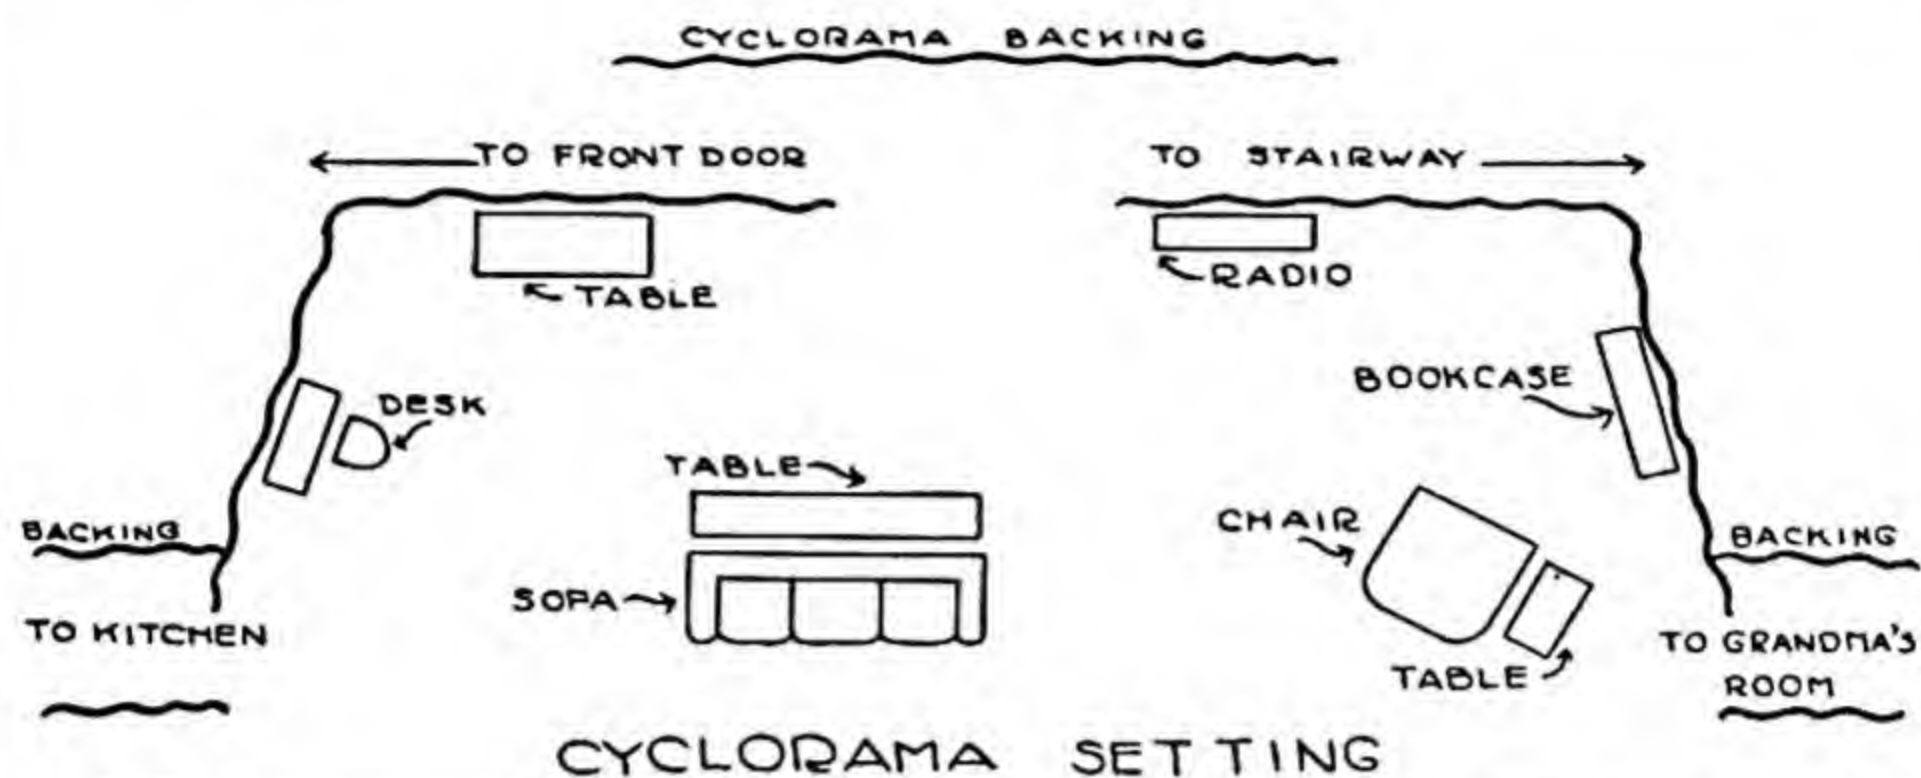 CYCLORAMA BACKING
TO FRONT DOOR
TO STAIRWAY
TABLE
RADIO
DESK
BOOKCASE
TABLE
CHAIR
BACKING
BACKING
SOFA
TO KITCHEN
TO GRANDMA'S
ROOM
TABLE
CYCLORAMA SETTING